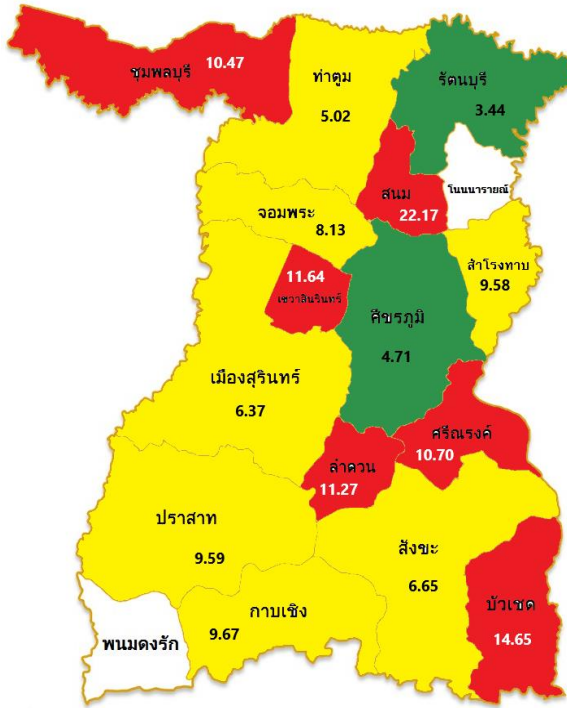 ชุมพลบุรี 10.47
ท่าตูม
5.02
รัตนบุรี
3.44
สนม
22.17
โนนนารายณ์
จอมพระ
8.13
สำโรงทาบ
9.58
11.64
เขวาสินรินทร์
ศีขรภูมิ
4.71
เมืองสุรินทร์
6.37
ศรีณรงค์
10.70
ลำดวน
11.27
ปราสาท
9.59
สังขะ
6.65
บัวเชด
14.65
กาบเชิง
9.67
พนมดงรัก